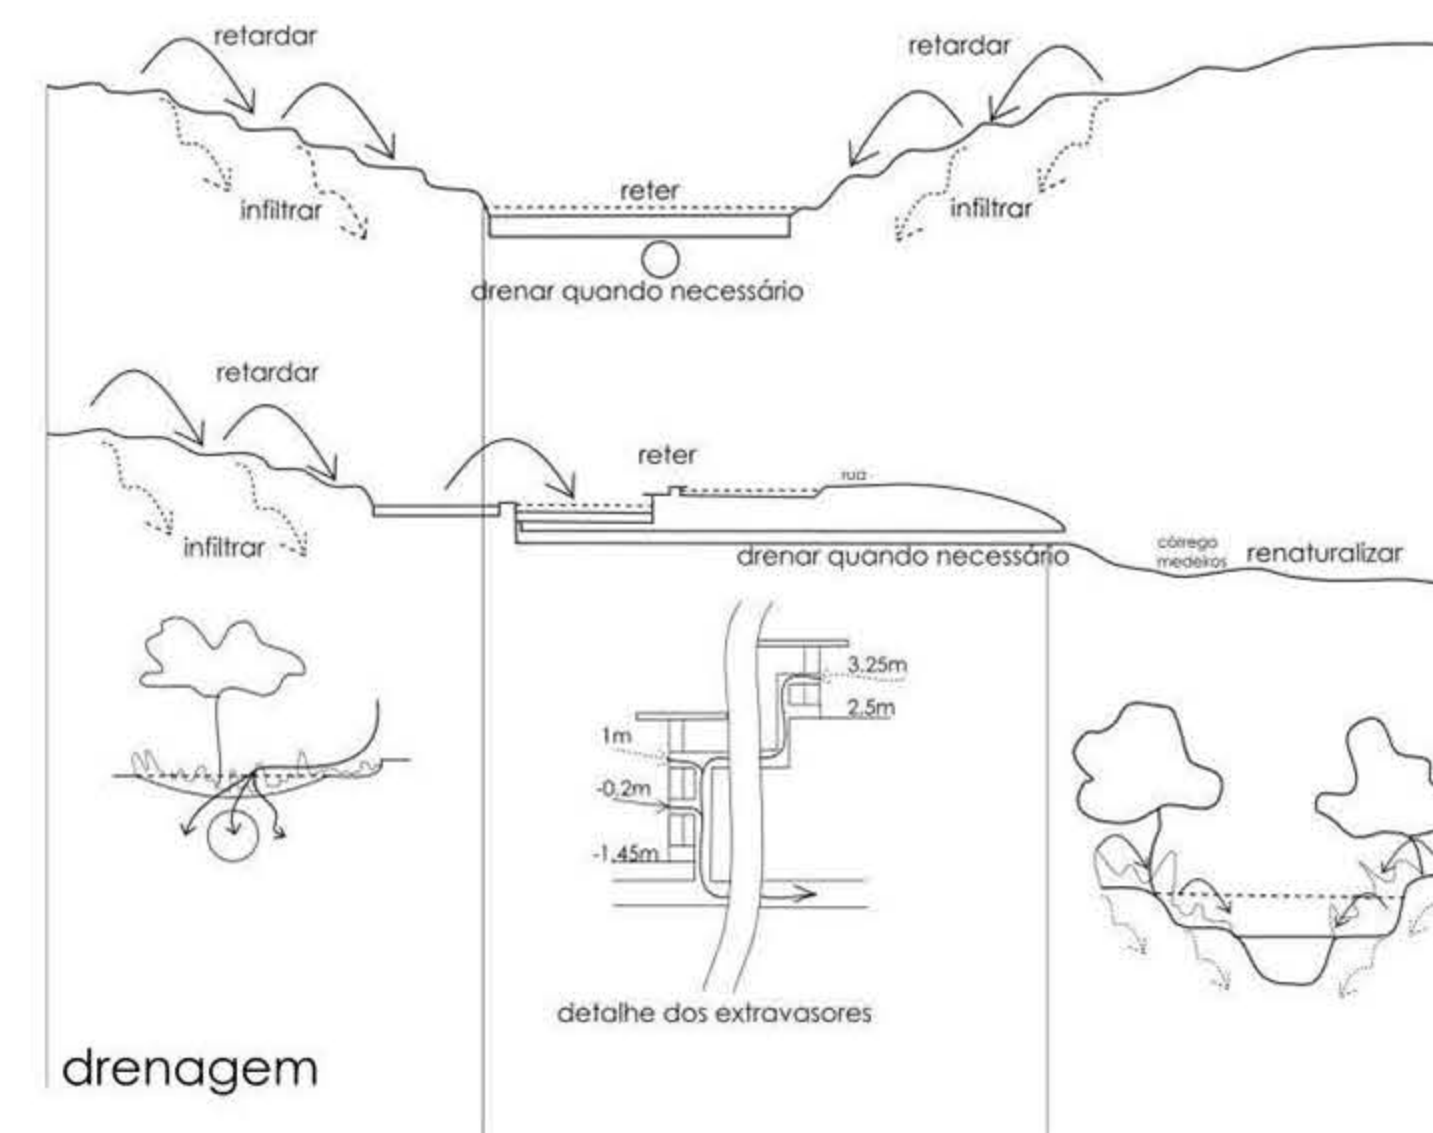 retardar
retardar
reter
infiltrar
infiltrar
drenar quando necessário
retardar
reter
rua
infiltrar
drenar quando necessário
córrego
medeiros
renaturalizar
3.25m
2.5m
1m
-0.2m
-1.45m
detalhe dos extravasores
drenagem